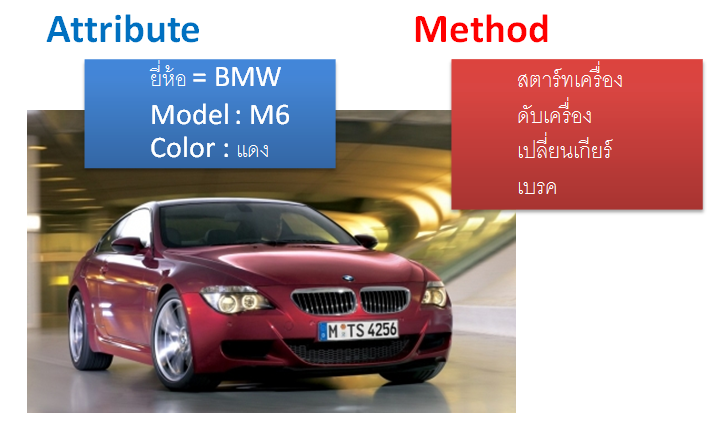 Attribute
Method
ยี่ห้อ = BMW
Model : M6
Color : แดง
สตาร์ทเครื่อง
ดับเครื่อง
เปลี่ยนเกียร์
เบรค
M TS 4256